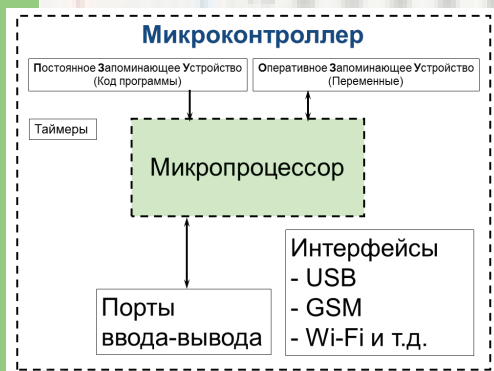 Микроконтроллер
Постоянное Запоминающее Устройство
(Код программы)
Оперативное Запоминающее Устройство
(Переменные)
Таймеры
Микропроцессор
Порты
ввода-вывода
Интерфейсы
- USB
- GSM
- Wi-Fi и т.д.